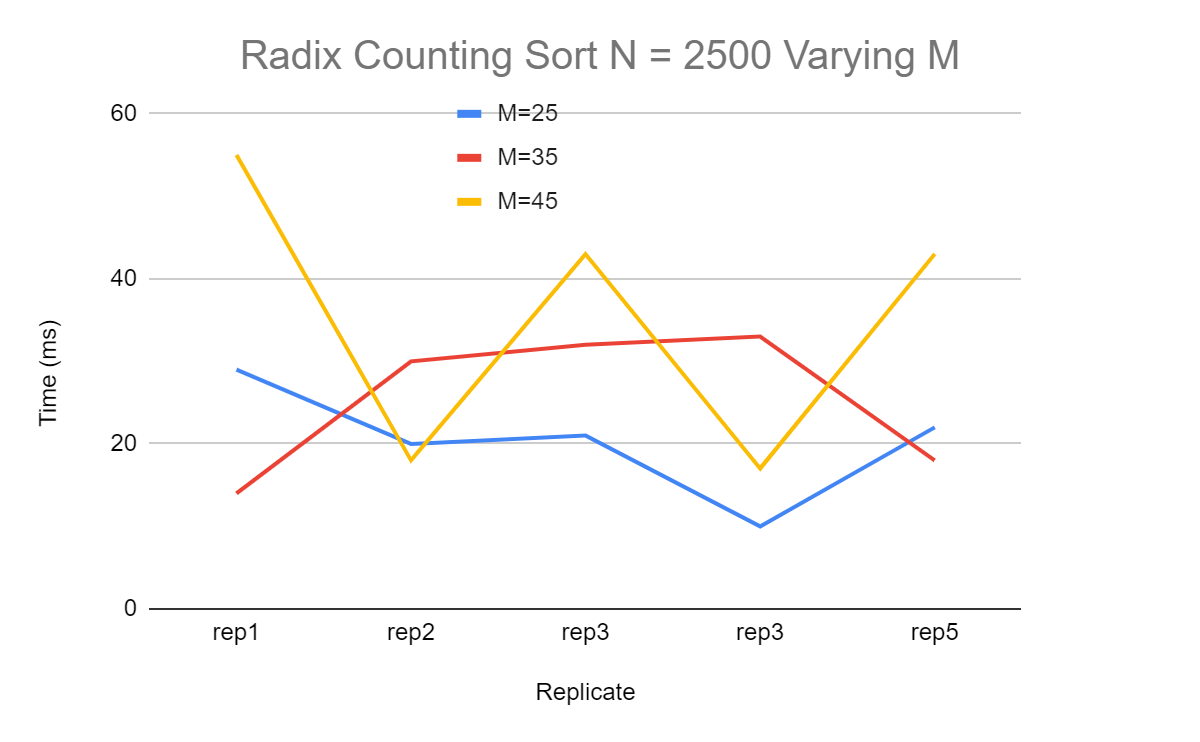 Radix Counting Sort N = 2500 Varying M
M=25
M=35
M=45
60
40
20
0
Time (ms)
rep1 rep2 rep3 rep3 rep5
Replicate